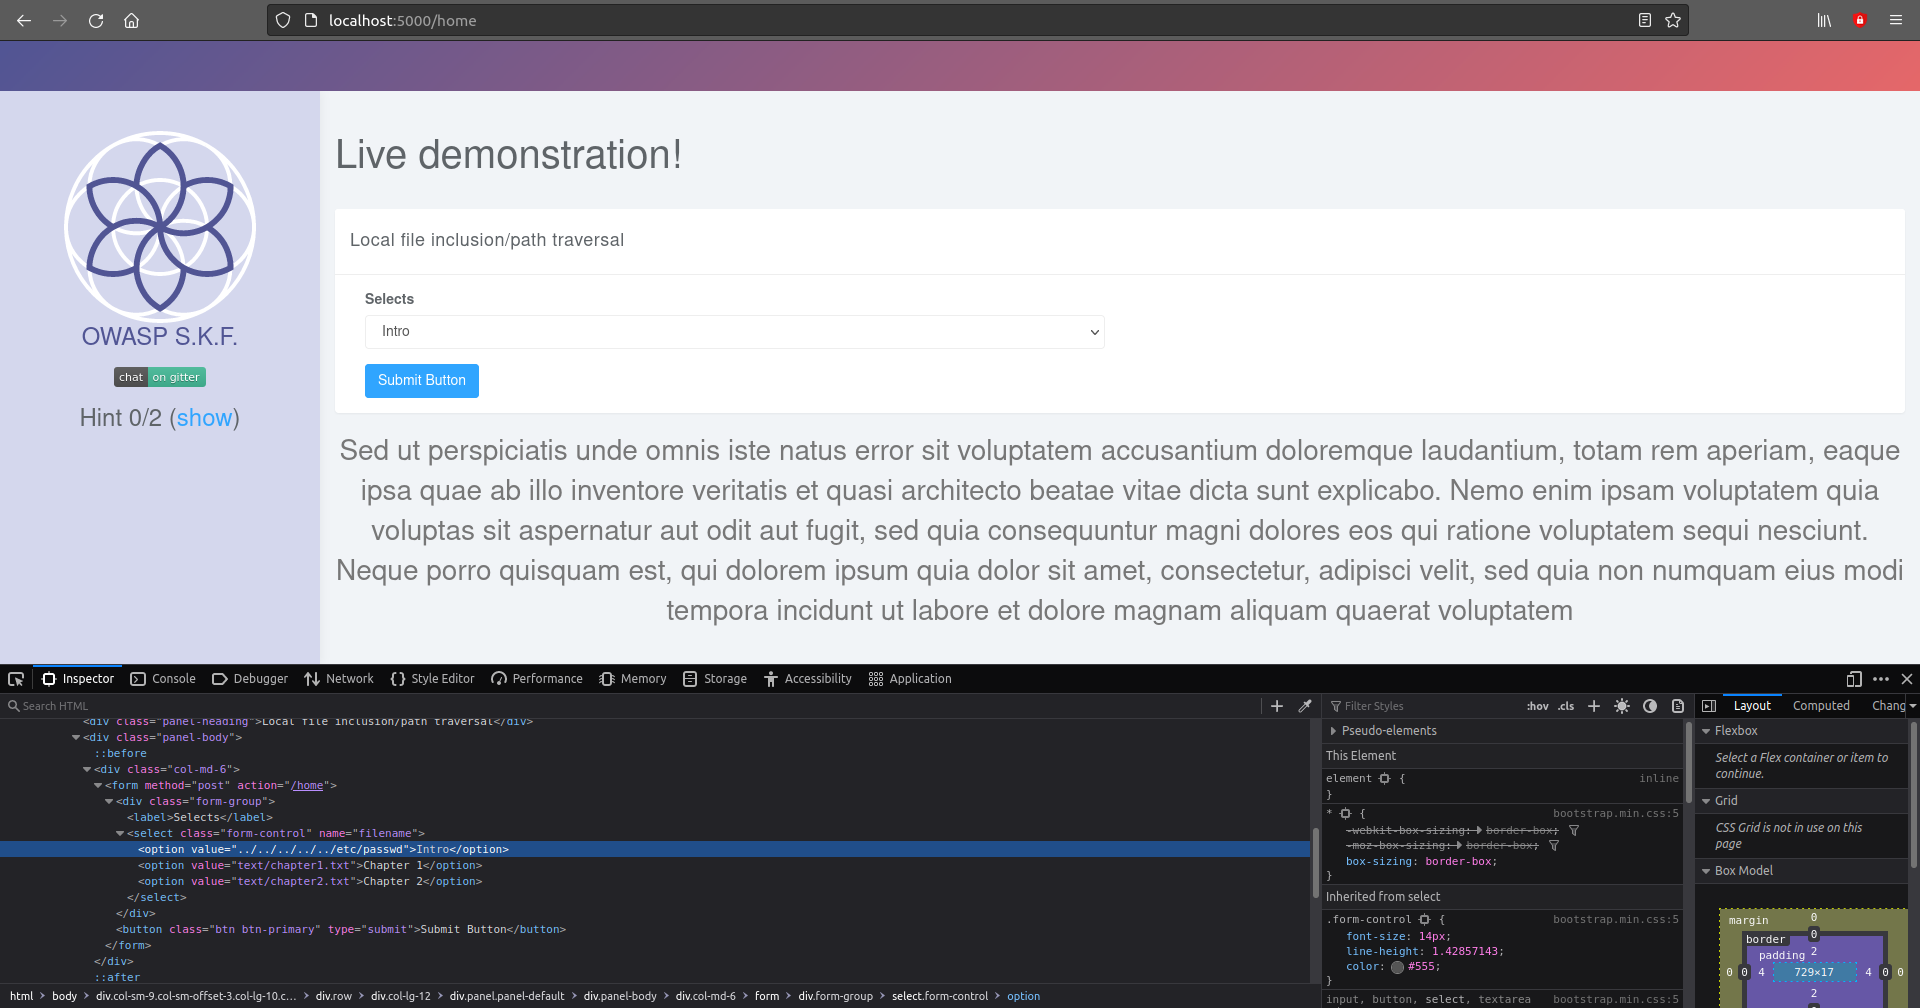 localhost:5000/home
Live demonstration!
Local file inclusion/path traversal
Selects
Intro
Submit Button
OWASP S.K.F.
chat on gitter
Hint 0/2 (show)
Sed ut perspiciatis unde omnis iste natus error sit voluptatem accusantium doloremque laudantium, totam rem aperiam, eaque
ipsa quae ab illo inventore veritatis et quasi architecto beatae vitae dicta sunt explicabo. Nemo enim ipsam voluptatem quia
voluptas sit aspernatur aut odit aut fugit, sed quia consequuntur magni dolores eos qui ratione voluptatem sequi nesciunt.
Neque porro quisquam est, qui dolorem ipsum quia dolor sit amet, consectetur, adipisci velit, sed quia non numquam eius modi
tempora incidunt ut labore et dolore magnam aliquam quaerat voluptatem
Inspector Console Debugger Network Style Editor Performance Memory Storage Accessibility Application
Search HTML
<div class="panel-heading">Local file inclusion/path traversal</div>
<div class="panel-body">
::before
<div class="col-md-6">
<form method="post" action="/home">
<div class="form-group">
<label>Selects</label>
<select class="form-control" name="filename">
<option value="../../../../../etc/passwd">Intro</option>
<option value="text/chapter1.txt">Chapter 1</option>
<option value="text/chapter2.txt">Chapter 2</option>
</select>
</div>
<button class="btn btn-primary" type="submit">Submit Button</button>
</form>
</div>
::after
html body div.col-sm-9.col-sm-offset-3.col-lg-10.c... div.row div.col-lg-12 div.panel.panel-default div.panel-body div.col-md-6 form div.form-group select.form-control option
Filter Styles :hov .cls
Pseudo-elements
This Element
element { inline
}
* { bootstrap.min.css:5
-webkit-box-sizing: border-box;
-moz-box-sizing: border-box;
box-sizing: border-box;
}
Inherited from select
.form-control { bootstrap.min.css:5
font-size: 14px;
line-height: 1.42857143;
color: #555;
}
input, button, select, textarea bootstrap.min.css:5
Layout Computed Chang
Flexbox
Select a Flex container or item to
continue.
Grid
CSS Grid is not in use on this
page
Box Model
margin 0
border 0
padding 2
0 0 4 729×17 4 0 0
2